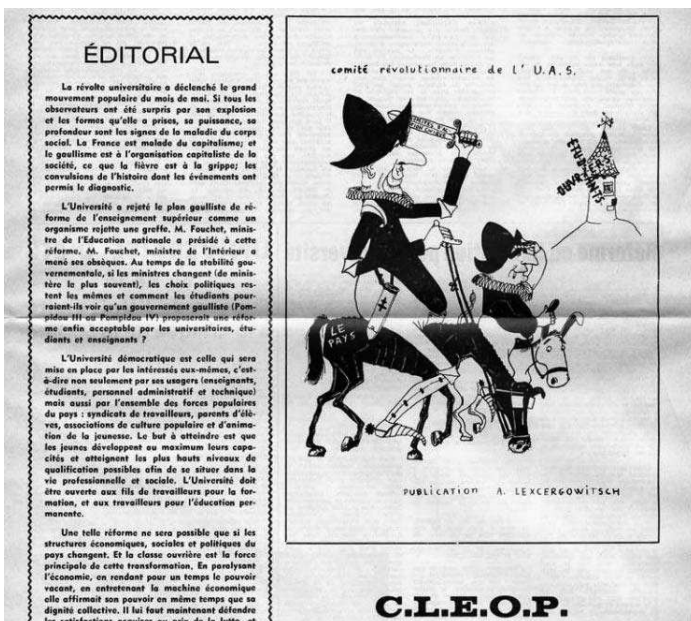 ÉDITORIAL
La révolte universitaire a déclenché le grand
mouvement populaire du mois de mai. Si tous les
observateurs ont été surpris par son explosion
et les formes qu'elle a prises, sa puissance, sa
profondeur sont les signes de la maladie du corps
social. La France est malade du capitalisme; et
le gaullisme est à l'organisation capitaliste de la
société, ce que la fièvre est à la grippe; les
convulsions de l'histoire dont les événements ont
permis le diagnostic.
L'Université a rejeté le plan gaulliste de ré-
forme de l'enseignement supérieur comme un
organisme rejette une greffe. M. Fouchet, minis-
tre de l'Education nationale a présidé à cette
réforme. M. Fouchet, ministre de l'Intérieur a
mené ses obsèques. Au temps de la stabilité gou-
vernementale, si les ministres changent (de minis-
tère le plus souvent), les choix politiques res-
tent les mêmes et comment les étudiants pour-
raient-ils voir qu'un gouvernement gaulliste (Pom-
pidou III ou Pompidou IV) proposerait une réfor-
me enfin acceptable par les universitaires, étu-
diants et enseignants ?
L'Université démocratique est celle qui sera
mise en place par les intéressés eux-mêmes, c'est-
à-dire non seulement par ses usagers (enseignants,
étudiants, personnel administratif et technique)
mais aussi par l'ensemble des forces populaires
du pays : syndicats de travailleurs, parents d'élè-
ves, associations de culture populaire et d'anima-
tion de la jeunesse. Le but à atteindre est que
les jeunes développent au maximum leurs capa-
cités et atteignent les plus hauts niveaux de
qualification possibles afin de se situer dans la
vie professionnelle et sociale. L'Université doit
être ouverte aux fils de travailleurs pour la for-
mation, et aux travailleurs pour l'éducation per-
manente.
Une telle réforme ne sera possible que si les
structures économiques, sociales et politiques du
pays changent. Et la classe ouvrière est la force
principale de cette transformation. En paralysant
l'économie, en rendant pour un temps le pouvoir
vacant, en entretenant la machine économique
elle affirmait son pouvoir en même temps que sa
dignité collective. Il lui faut maintenant défendre
les satisfactions acquises au prix de la lutte, et
comité révolutionnaire de L' U.A.S.
ETUDIANTS
OUVRIERS
LE
PAYS
PUBLICATION A. LEXCERGOWITSCH
C.L.E.O.P.